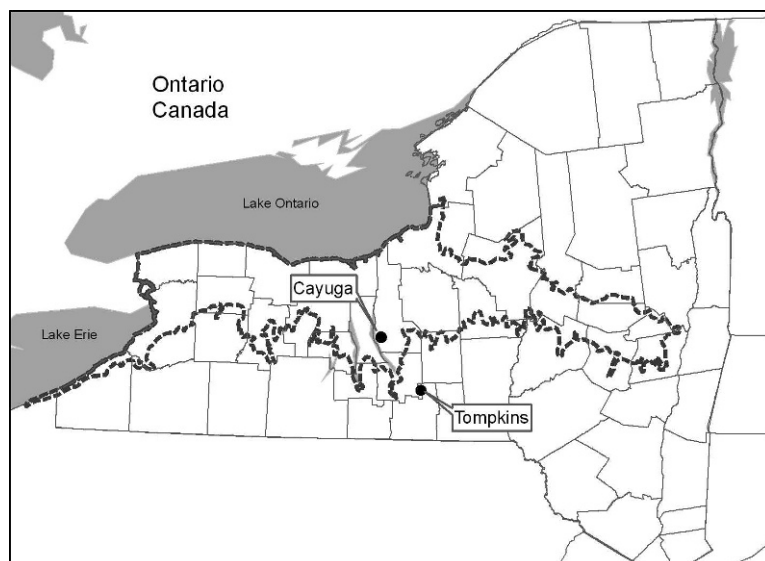 Ontario
Canada
Lake Ontario
Cayuga
Lake Erie
Tompkins